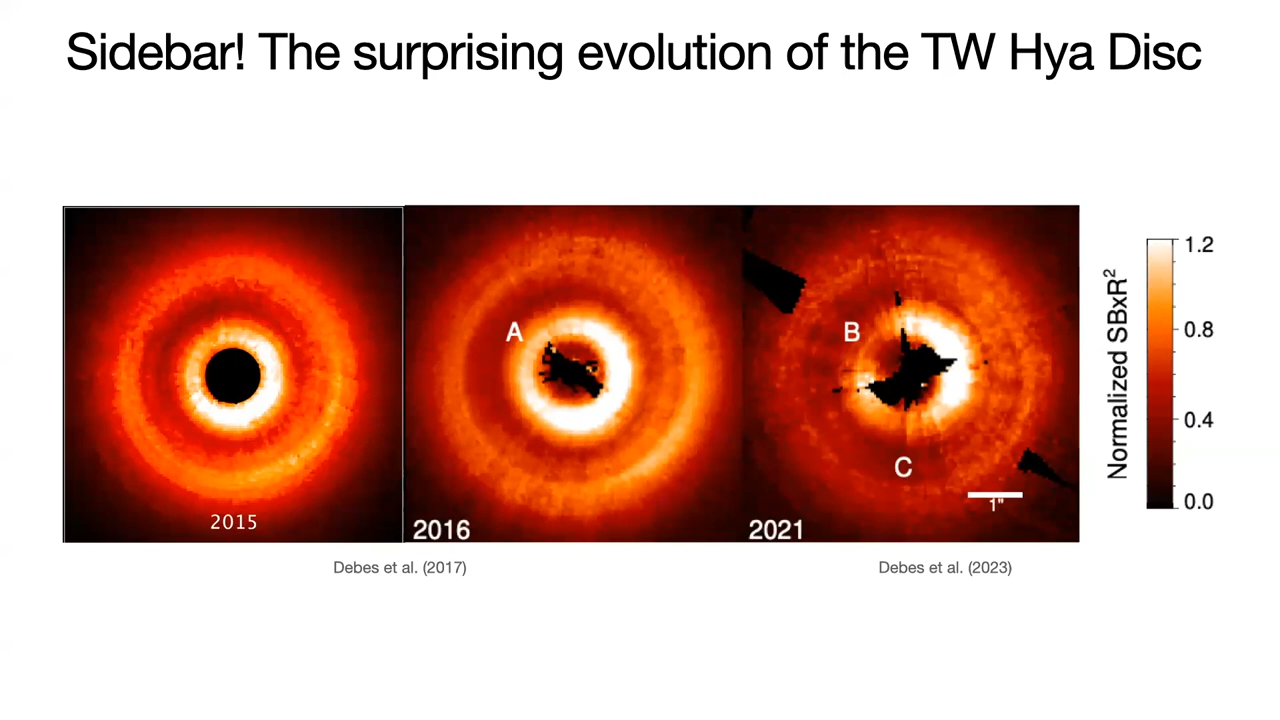 Sidebar! The surprising evolution of the TW Hya Disc
A
B
C
1"
2015
2016
2021
Normalized SBxR²
1.2
0.8
0.4
0.0
Debes et al. (2017)
Debes et al. (2023)